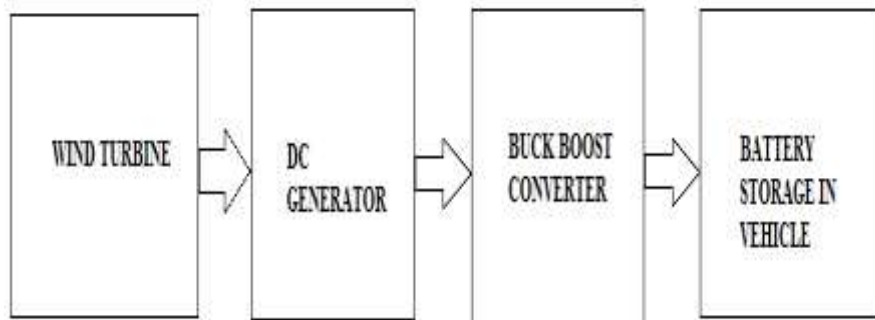 WIND TURBINE
DC
GENERATOR
BUCK BOOST
CONVERTER
BATTERY
STORAGE IN
VEHICLE